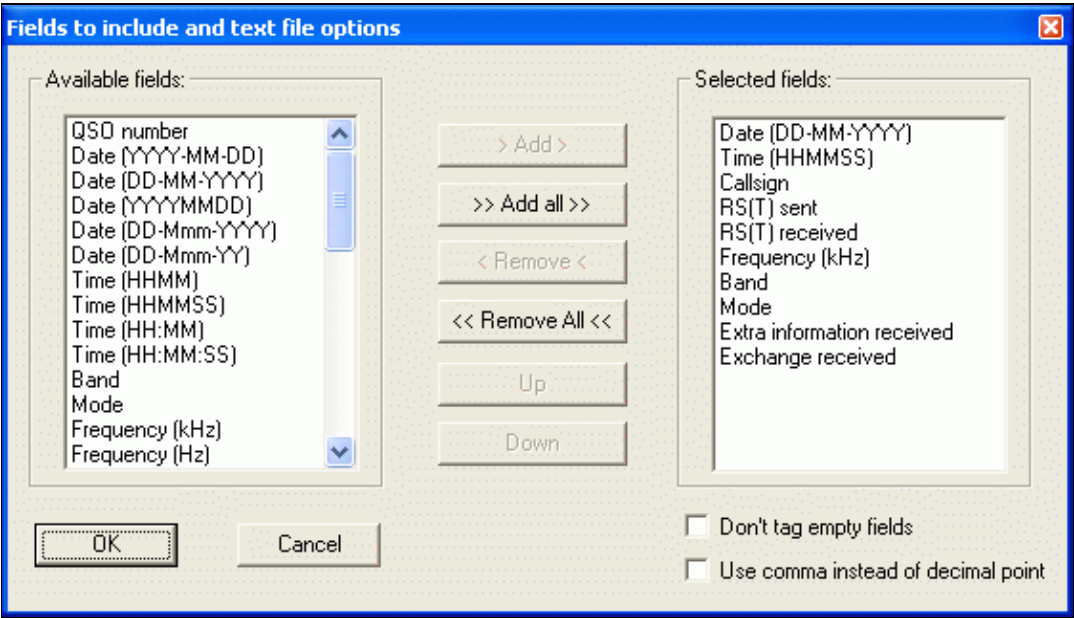 Fields to include and text file options
Available fields:
QSO number
Date (YYYY-MM-DD)
Date (DD-MM-YYYY)
Date (YYYYMMDD)
Date (DD-Mmm-YYYY)
Date (DD-Mmm-YY)
Time (HHMM)
Time (HHMMSS)
Time (HH:MM)
Time (HH:MM:SS)
Band
Mode
Frequency (kHz)
Frequency (Hz)
> Add >
>> Add all >>
< Remove <
<< Remove All <<
Up
Down
Selected fields:
Date (DD-MM-YYYY)
Time (HHMMSS)
Callsign
RS(T) sent
RS(T) received
Frequency (kHz)
Band
Mode
Extra information received
Exchange received
Don't tag empty fields
Use comma instead of decimal point
OK
Cancel